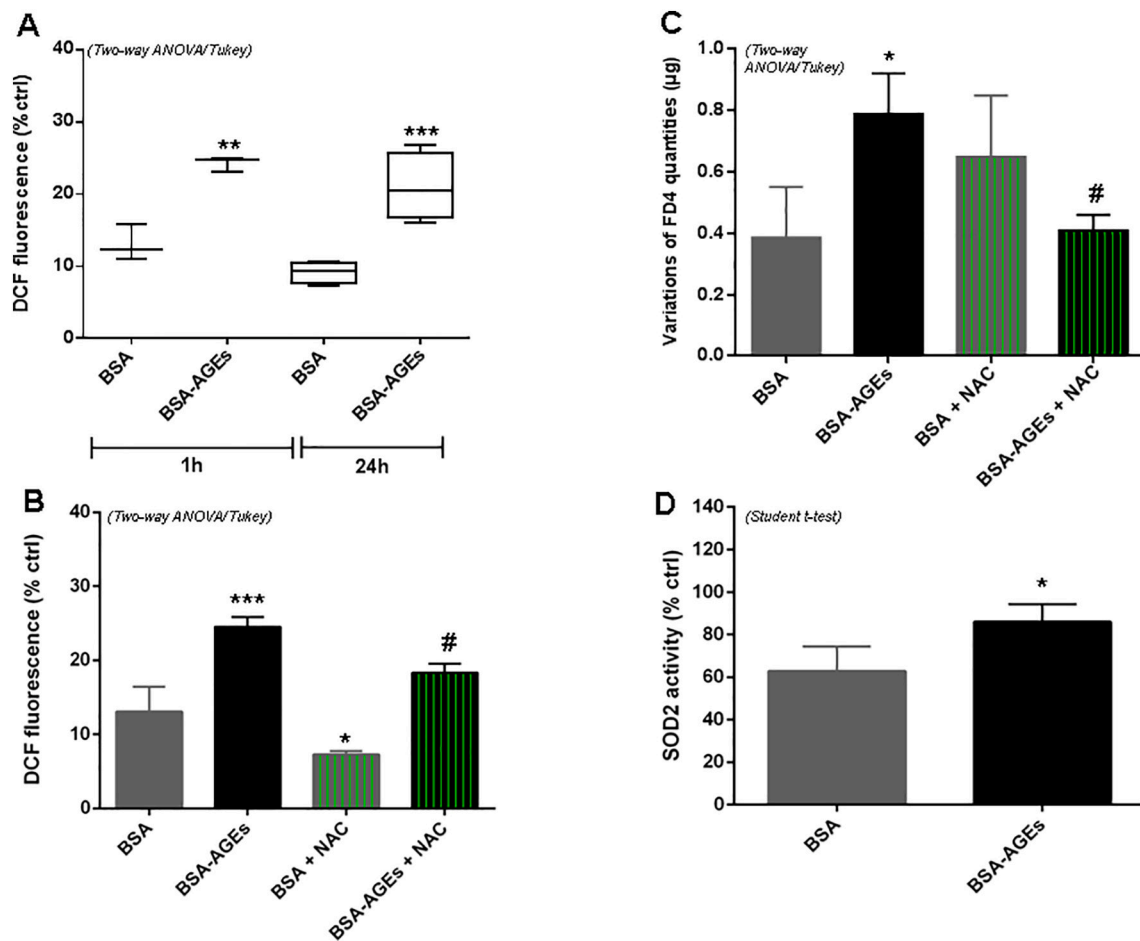 A
(Two-way ANOVA/Tukey)
DCF fluorescence (% ctrl)
40
30
20
10
0
**
***
BSA
BSA-AGEs
BSA
BSA-AGEs
1h
24h
B
(Two-way ANOVA/Tukey)
DCF fluorescence (% ctrl)
40
30
20
10
0
***
*
#
BSA
BSA-AGEs
BSA + NAC
BSA-AGEs + NAC
C
(Two-way
ANOVA/Tukey)
Variations of FD4 quantities (µg)
1.0
0.8
0.6
0.4
0.2
0.0
*
#
BSA
BSA-AGEs
BSA + NAC
BSA-AGEs + NAC
D
(Student t-test)
SOD2 activity (% ctrl)
140
120
100
80
60
40
20
0
*
BSA
BSA-AGEs